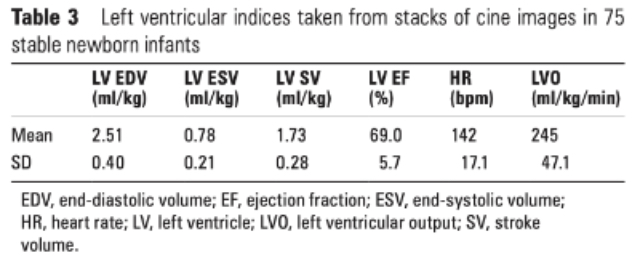 Table 3 Left ventricular indices taken from stacks of cine images in 75
stable newborn infants
LV EDV LV ESV LV SV LV EF HR LVO
(ml/kg) (ml/kg) (ml/kg) (%) (bpm) (ml/kg/min)
Mean 2.51 0.78 1.73 69.0 142 245
SD 0.40 0.21 0.28 5.7 17.1 47.1
EDV, end-diastolic volume; EF, ejection fraction; ESV, end-systolic volume;
HR, heart rate; LV, left ventricle; LVO, left ventricular output; SV, stroke
volume.